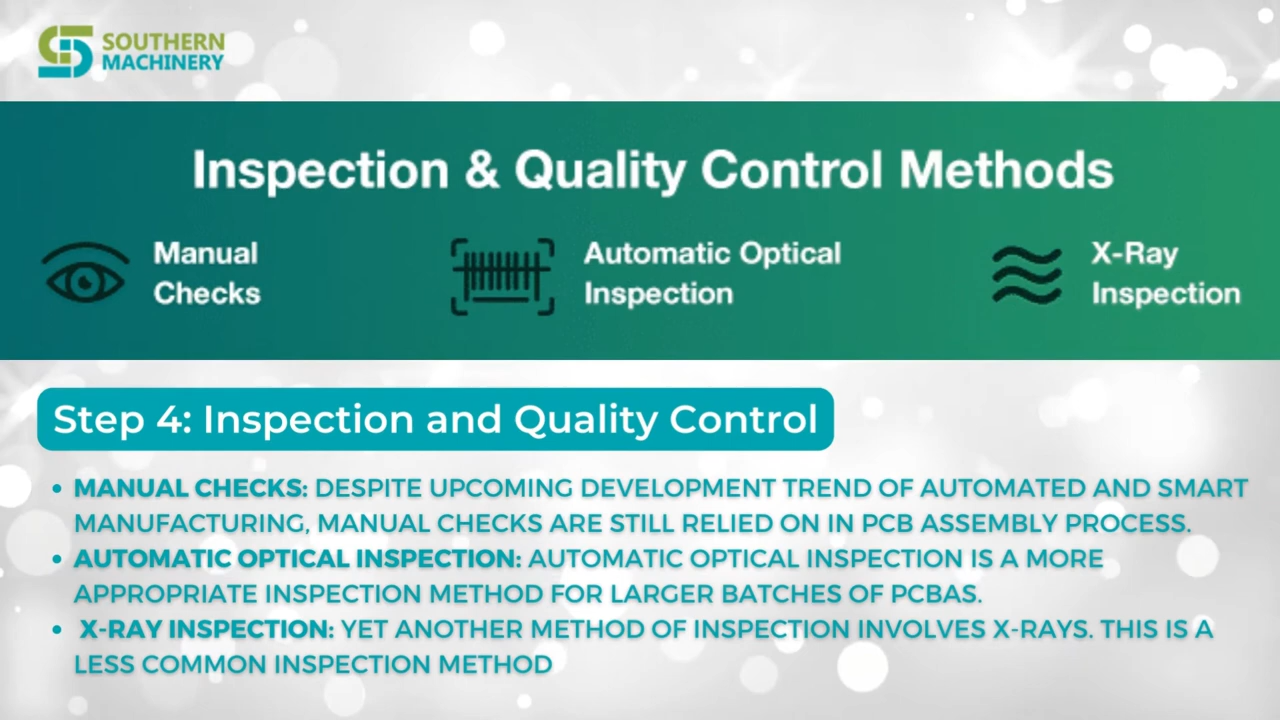 SOUTHERN
MACHINERY
Inspection & Quality Control Methods
Manual
Checks
Automatic Optical
Inspection
X-Ray
Inspection
Step 4: Inspection and Quality Control
• MANUAL CHECKS: DESPITE UPCOMING DEVELOPMENT TREND OF AUTOMATED AND SMART
MANUFACTURING, MANUAL CHECKS ARE STILL RELIED ON IN PCB ASSEMBLY PROCESS.
• AUTOMATIC OPTICAL INSPECTION: AUTOMATIC OPTICAL INSPECTION IS A MORE
APPROPRIATE INSPECTION METHOD FOR LARGER BATCHES OF PCBAS.
• X-RAY INSPECTION: YET ANOTHER METHOD OF INSPECTION INVOLVES X-RAYS. THIS IS A
LESS COMMON INSPECTION METHOD